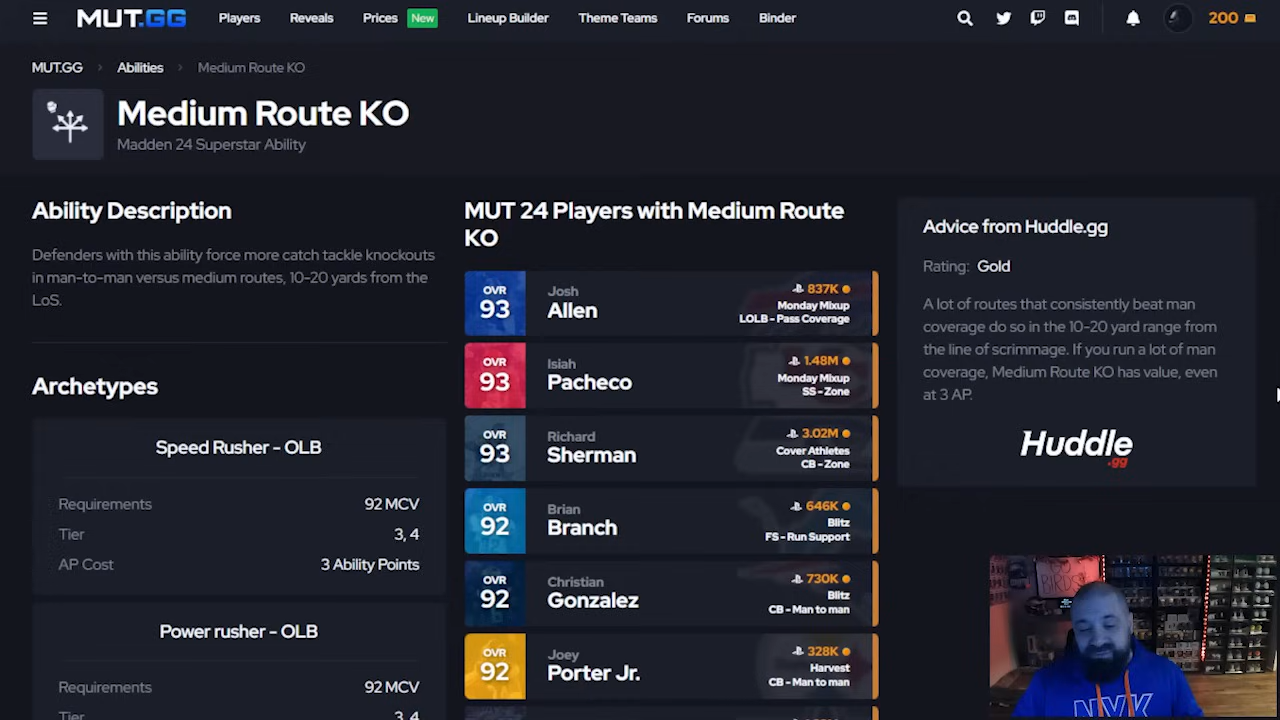 MUT.GG
Players
Reveals
Prices New
Lineup Builder
Theme Teams
Forums
Binder
200
MUT.GG > Abilities > Medium Route KO
Medium Route KO
Madden 24 Superstar Ability
Ability Description
Defenders with this ability force more catch tackle knockouts
in man-to-man versus medium routes, 10-20 yards from the
LoS.
Archetypes
Speed Rusher - OLB
Requirements 92 MCV
Tier 3, 4
AP Cost 3 Ability Points
Power rusher - OLB
Requirements 92 MCV
Tier 3, 4
MUT 24 Players with Medium Route
KO
OVR
93
Josh
Allen
837K
Monday Mixup
LOLB - Pass Coverage
OVR
93
Isiah
Pacheco
1.48M
Monday Mixup
SS - Zone
OVR
93
Richard
Sherman
3.02M
Cover Athletes
CB - Zone
OVR
92
Brian
Branch
646K
Blitz
FS - Run Support
OVR
92
Christian
Gonzalez
730K
Blitz
CB - Man to man
OVR
92
Joey
Porter Jr.
328K
Harvest
CB - Man to man
Advice from Huddle.gg
Rating: Gold
A lot of routes that consistently beat man
coverage do so in the 10-20 yard range from
the line of scrimmage. If you run a lot of man
coverage, Medium Route KO has value, even
at 3 AP.
Huddle
.gg
BIRDS
NYK